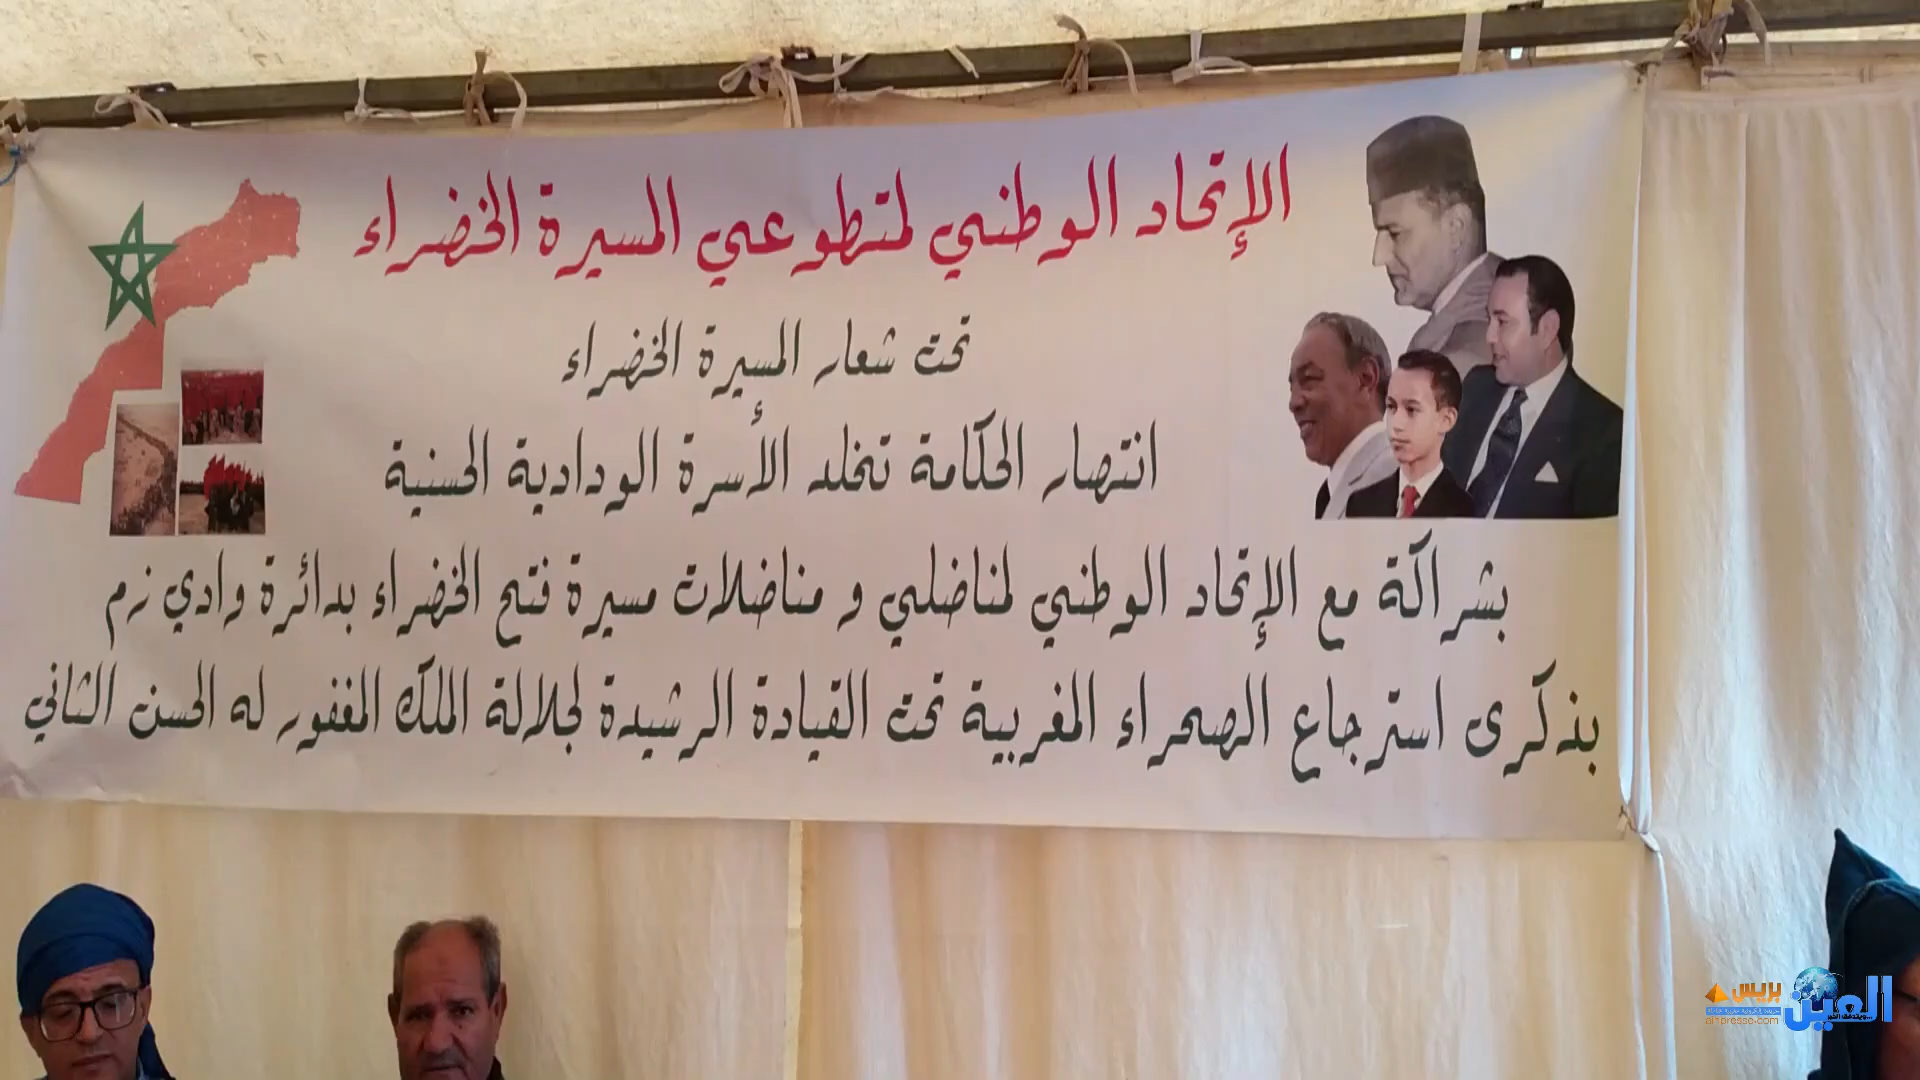 الإتحاد الوطني لمتطوعي المسيرة الخضراء
تحت شعار المسيرة الخضراء
انتصار الحكامة تخلد الأسرة الودادية الحسنية
بشراكة مع الإتحاد الوطني لمناضلي و مناضلات مسيرة فتح الخضراء بدائرة وادي زم
بذكرى استرجاع الصحراء المغربية تحت القيادة الرشيدة لجلالة الملك المغفور له الحسن الثاني
العين بريس
ainpresse.com